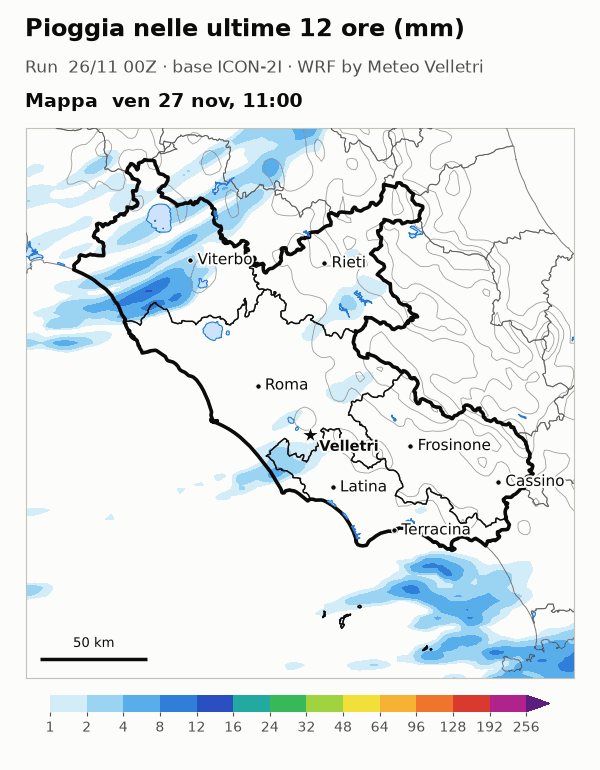 Pioggia nelle ultime 12 ore (mm)
Run  26/11 00Z · base ICON-2I · WRF by Meteo Velletri
Mappa  ven 27 nov, 11:00
Viterbo
Rieti
Roma
Velletri
Frosinone
Cassino
Latina
Terracina
50 km
1 2 4 8 12 16 24 32 48 64 96 128 192 256